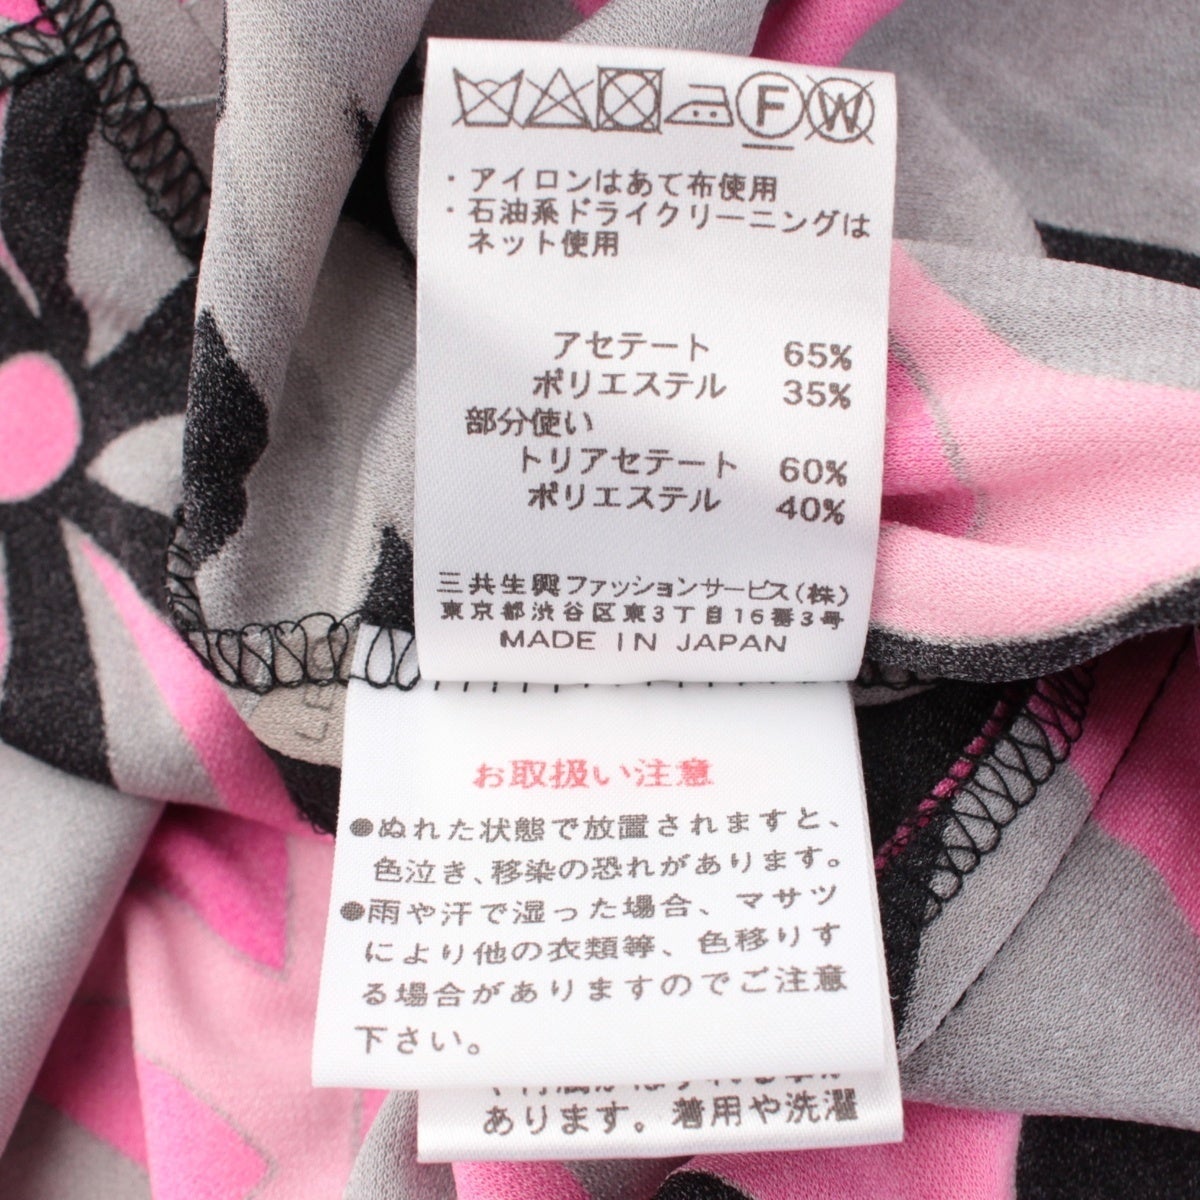 F W
・アイロンはあて布使用
・石油系ドライクリーニングは
ネット使用
アセテート 65%
ポリエステル 35%
部分使い
トリアセテート 60%
ポリエステル 40%
三共生興ファッションサービス(株)
東京都渋谷区東3丁目16番3号
MADE IN JAPAN
お取扱い注意
●ぬれた状態で放置されますと、
色泣き、移染の恐れがあります。
●雨や汗で湿った場合、マサツ
により他の衣類等、色移りす
る場合がありますのでご注意
下さい。
あります。着用や洗濯